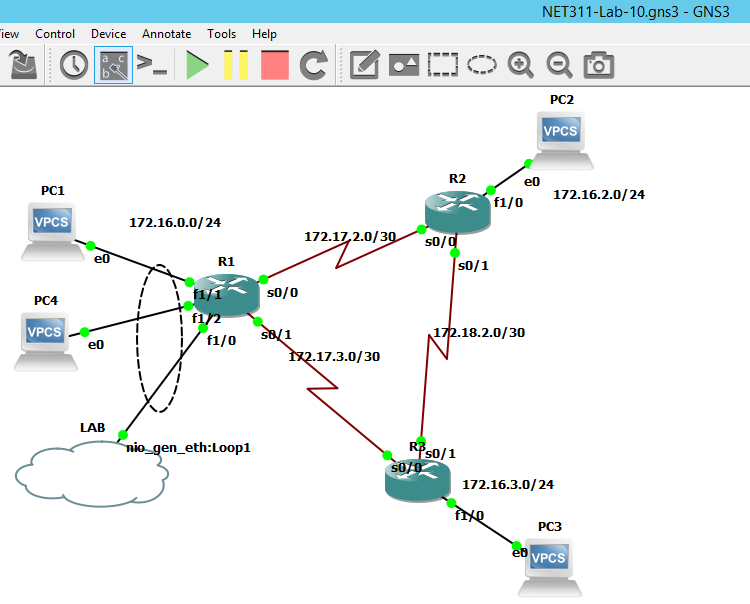 NET311-Lab-10.gns3 - GNS3
iew Control Device Annotate Tools Help
a b
c
PC2
VPCS
e0
172.16.2.0/24
R2
f1/0
s0/0
s0/1
PC1
VPCS
e0
172.16.0.0/24
172.17.2.0/30
R1
f1/1
s0/0
PC4
VPCS
e0
f1/2
f1/0
s0/1
172.17.3.0/30
172.18.2.0/30
LAB
nio_gen_eth:Loop1
R3
s0/1
s0/0
172.16.3.0/24
f1/0
PC3
e0
VPCS